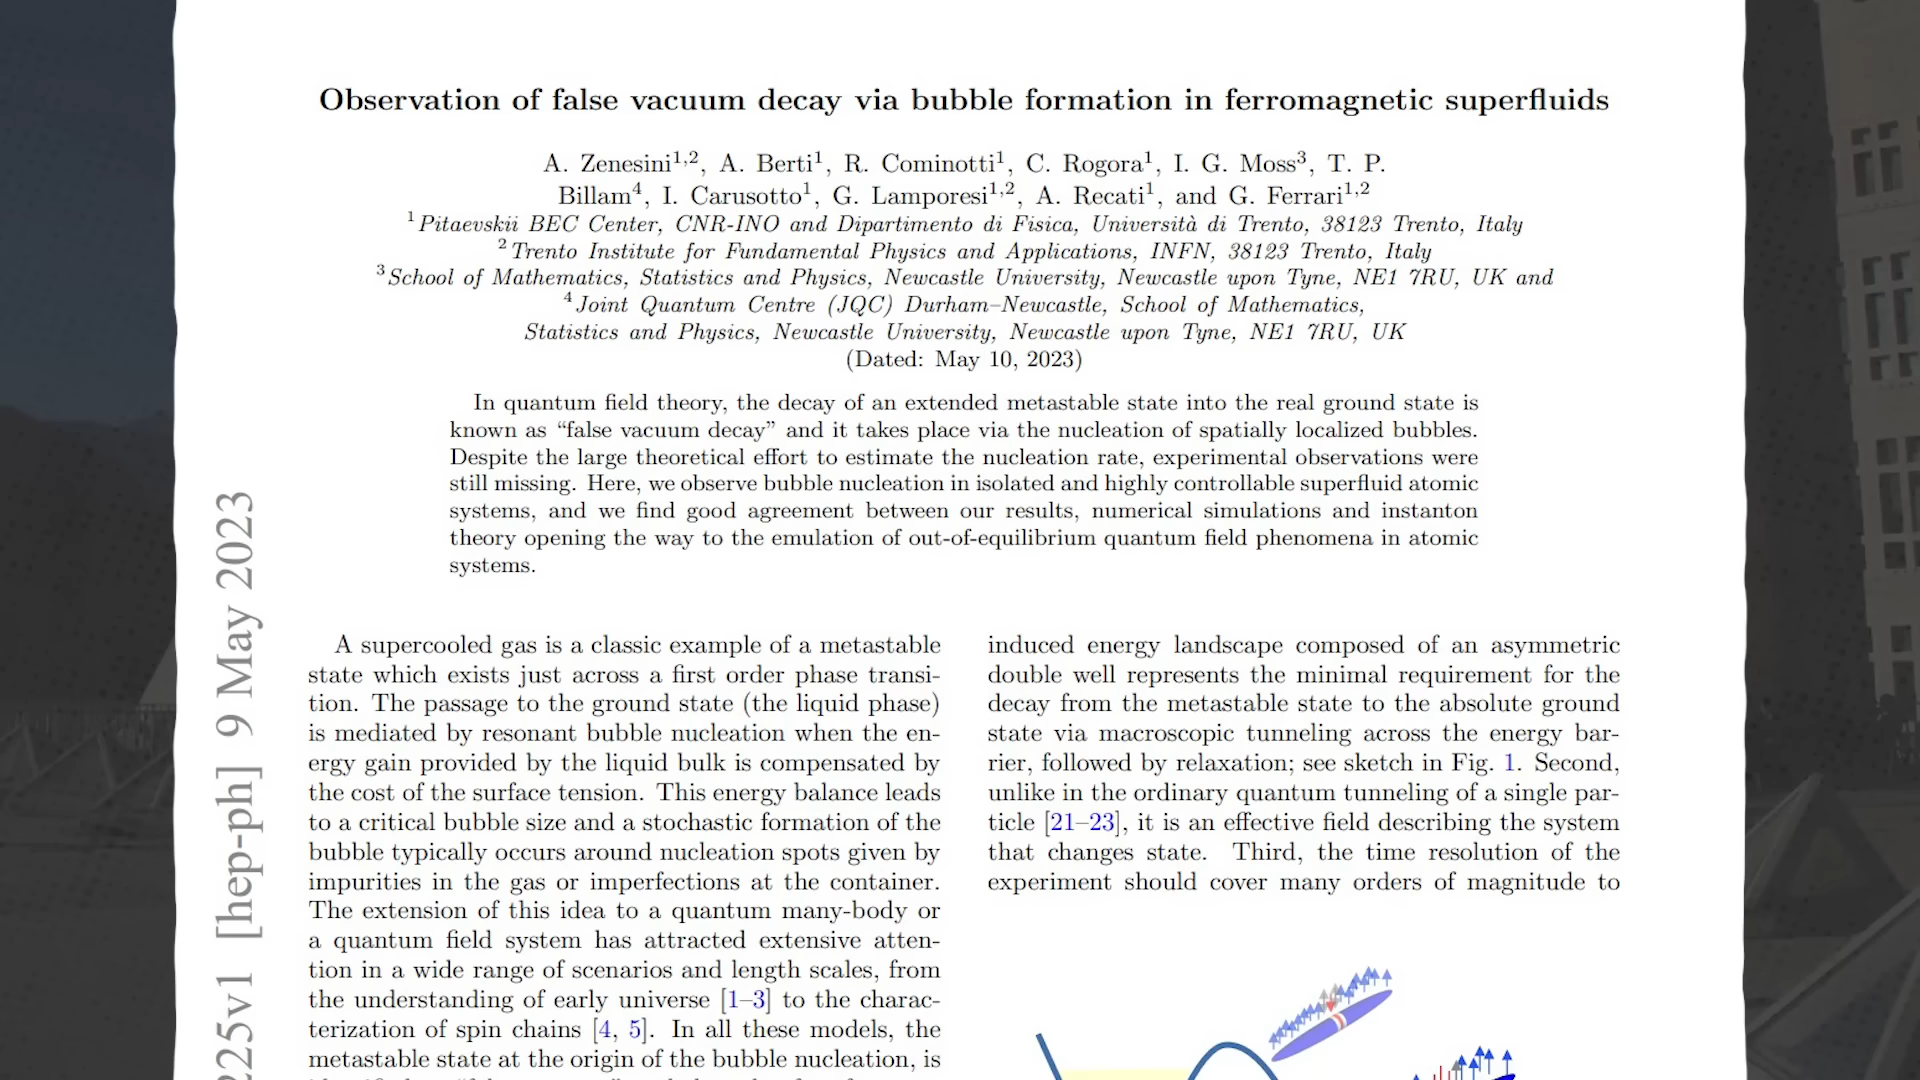 Observation of false vacuum decay via bubble formation in ferromagnetic superfluids
A. Zenesini1,2, A. Berti1, R. Cominotti1, C. Rogora1, I. G. Moss3, T. P.
Billam4, I. Carusotto1, G. Lamporesi1,2, A. Recati1, and G. Ferrari1,2
1 Pitaevskii BEC Center, CNR-INO and Dipartimento di Fisica, Università di Trento, 38123 Trento, Italy
2 Trento Institute for Fundamental Physics and Applications, INFN, 38123 Trento, Italy
3 School of Mathematics, Statistics and Physics, Newcastle University, Newcastle upon Tyne, NE1 7RU, UK and
4 Joint Quantum Centre (JQC) Durham–Newcastle, School of Mathematics,
Statistics and Physics, Newcastle University, Newcastle upon Tyne, NE1 7RU, UK
(Dated: May 10, 2023)
In quantum field theory, the decay of an extended metastable state into the real ground state is
known as “false vacuum decay” and it takes place via the nucleation of spatially localized bubbles.
Despite the large theoretical effort to estimate the nucleation rate, experimental observations were
still missing. Here, we observe bubble nucleation in isolated and highly controllable superfluid atomic
systems, and we find good agreement between our results, numerical simulations and instanton
theory opening the way to the emulation of out-of-equilibrium quantum field phenomena in atomic
systems.
A supercooled gas is a classic example of a metastable
state which exists just across a first order phase transi-
tion. The passage to the ground state (the liquid phase)
is mediated by resonant bubble nucleation when the en-
ergy gain provided by the liquid bulk is compensated by
the cost of the surface tension. This energy balance leads
to a critical bubble size and a stochastic formation of the
bubble typically occurs around nucleation spots given by
impurities in the gas or imperfections at the container.
The extension of this idea to a quantum many-body or
a quantum field system has attracted extensive atten-
tion in a wide range of scenarios and length scales, from
the understanding of early universe [1–3] to the charac-
terization of spin chains [4, 5]. In all these models, the
metastable state at the origin of the bubble nucleation, is
induced energy landscape composed of an asymmetric
double well represents the minimal requirement for the
decay from the metastable state to the absolute ground
state via macroscopic tunneling across the energy bar-
rier, followed by relaxation; see sketch in Fig. 1. Second,
unlike in the ordinary quantum tunneling of a single par-
ticle [21–23], it is an effective field describing the system
that changes state. Third, the time resolution of the
experiment should cover many orders of magnitude to
225v1 [hep-ph] 9 May 2023